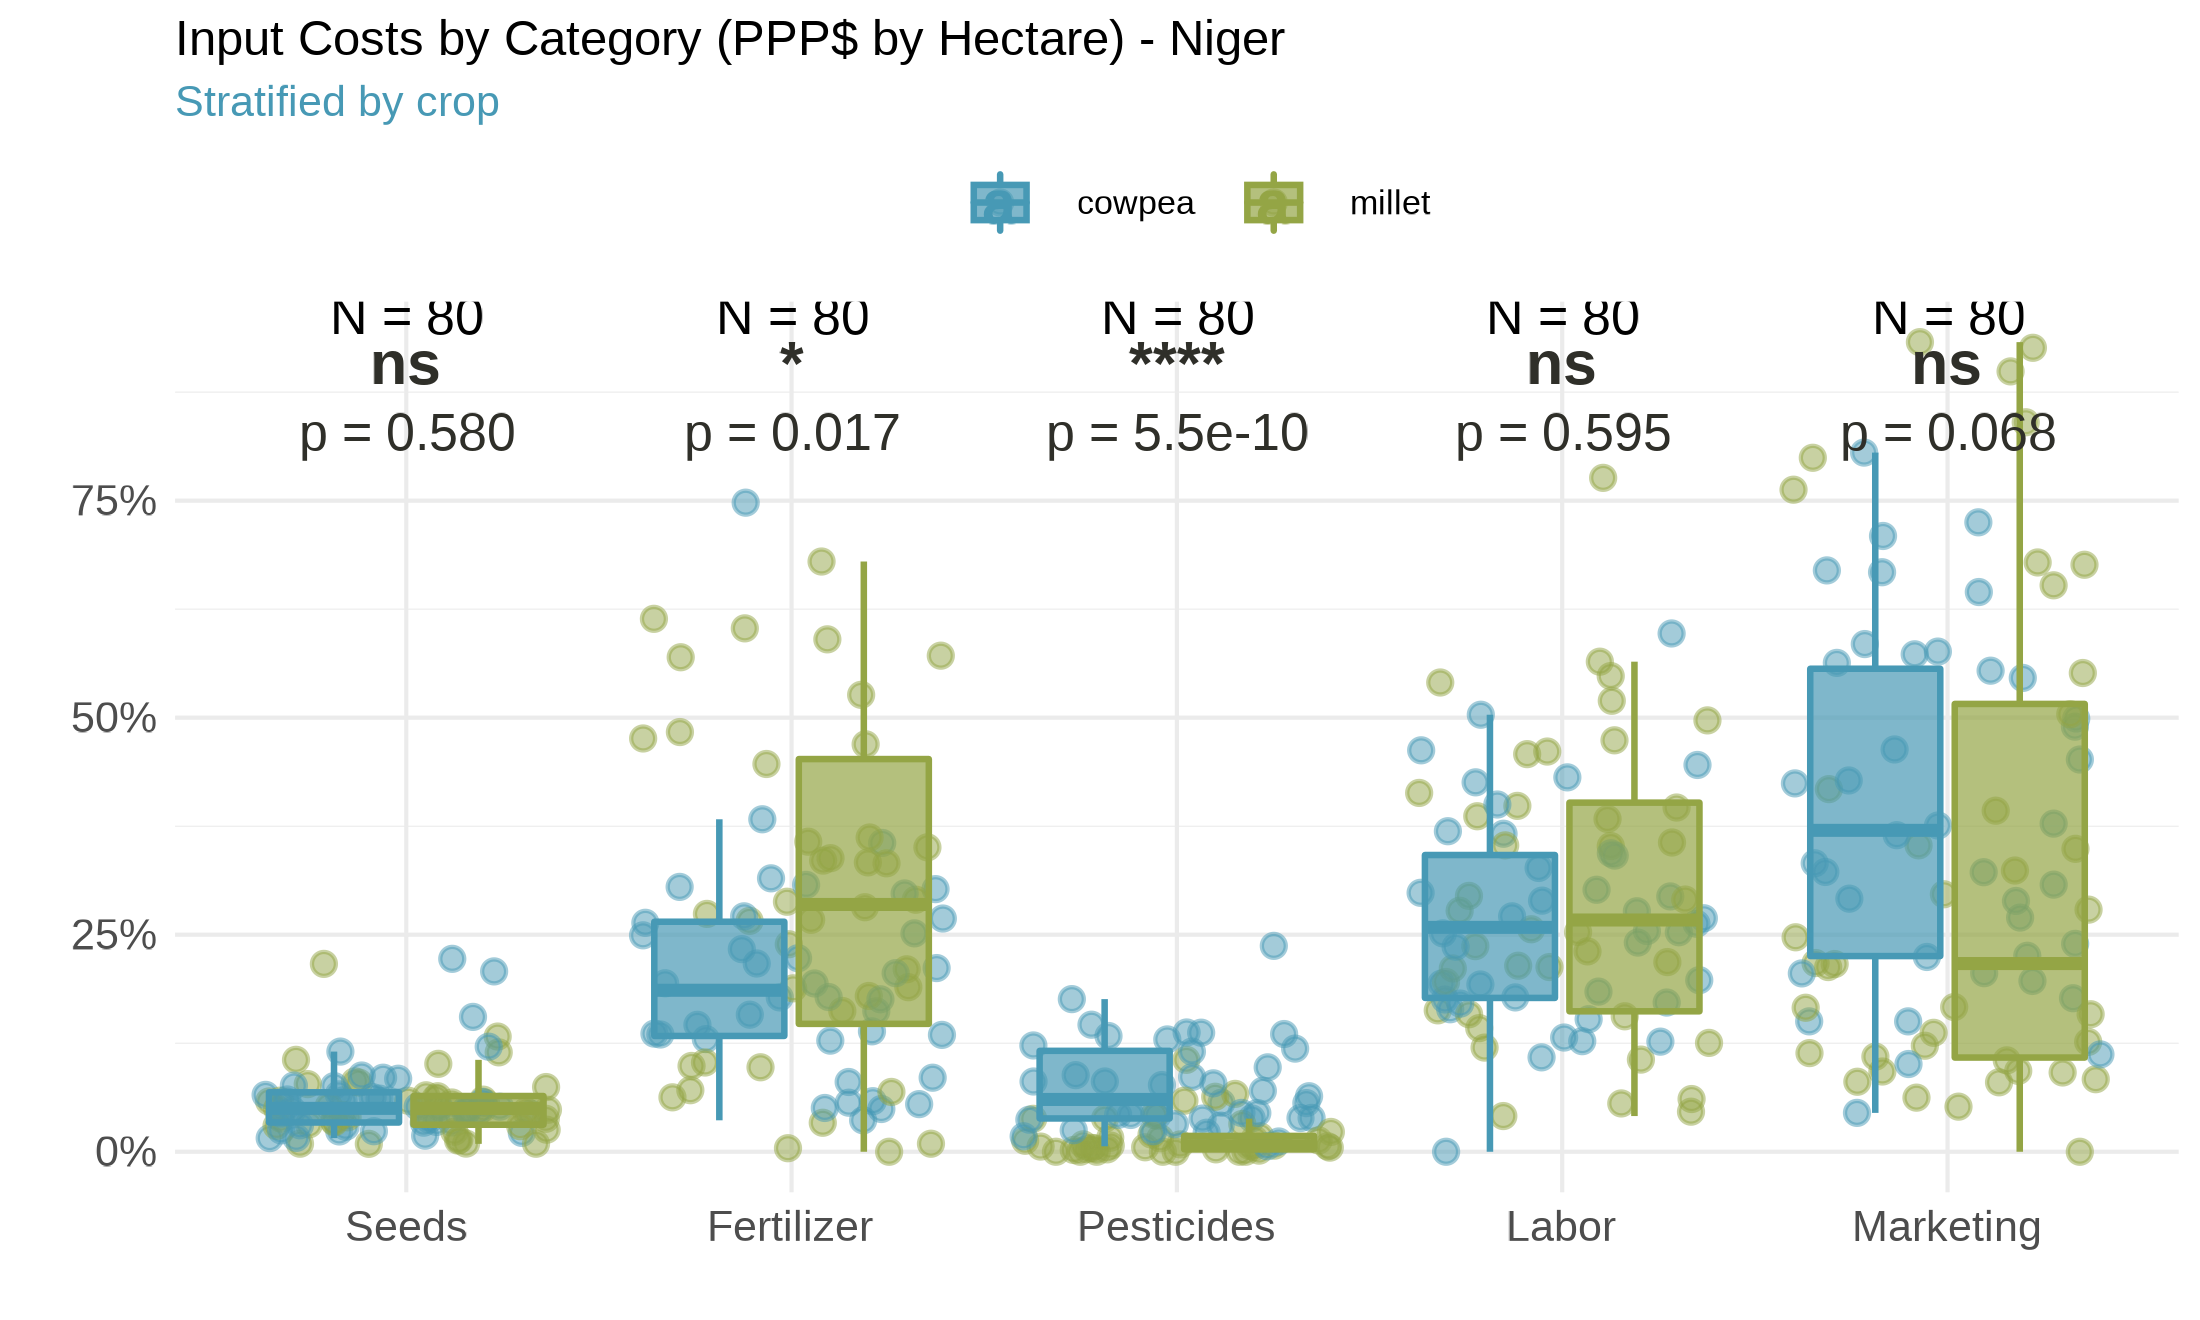 Input Costs by Category (PPP$ by Hectare) - Niger
Stratified by crop
cowpea millet
N = 80 N = 80 N = 80 N = 80 N = 80
ns * **** ns ns
p = 0.580 p = 0.017 p = 5.5e-10 p = 0.595 p = 0.068
75%
50%
25%
0%
Seeds Fertilizer Pesticides Labor Marketing